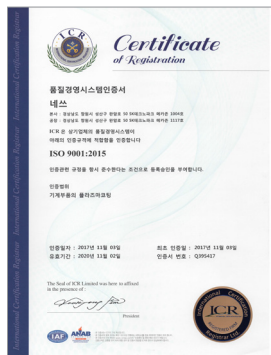 Certificate
of Registration
품질경영시스템인증서
네쓰
ICR 은 상기업체의 품질경영시스템이
아래의 인증규격에 적합함을 인증합니다
ISO 9001:2015
인증관련 규정을 항시 준수한다는 조건으로 등록승인을 부여합니다.
인증범위
기계부품의 플라즈마코팅
인증일자 : 2017년 11월 03일
최초 인증일 : 2017년 11월 03일
유효기간 : 2020년 11월 02일
인증서 번호 : QJ95417
The Seal of ICR Limited was here to affixed
in the presence of :
President
IAF
ANAB
ICR
International Certification Registrar